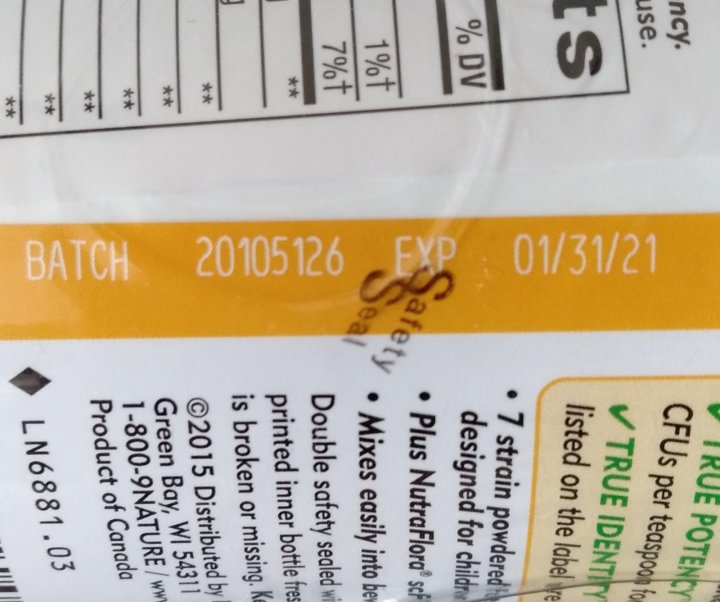 ncy.
use.
ts
% DV
1%†
7%†
**
**
**
**
**
**
**
BATCH 20105126 EXP 01/31/21
Safety
Seal
TRUE POTENCY
CFUs per teaspoon
✓ TRUE IDENTITY
listed on the label
• 7 strain powdered
designed for
• Plus NutraFlora®
• Mixes easily into
Double safety sealed
printed inner bottle
is broken or missing.
©2015 Distributed by
Green Bay, WI 54311
1-800-9NATURE / www
Product of Canada
LN6881.03